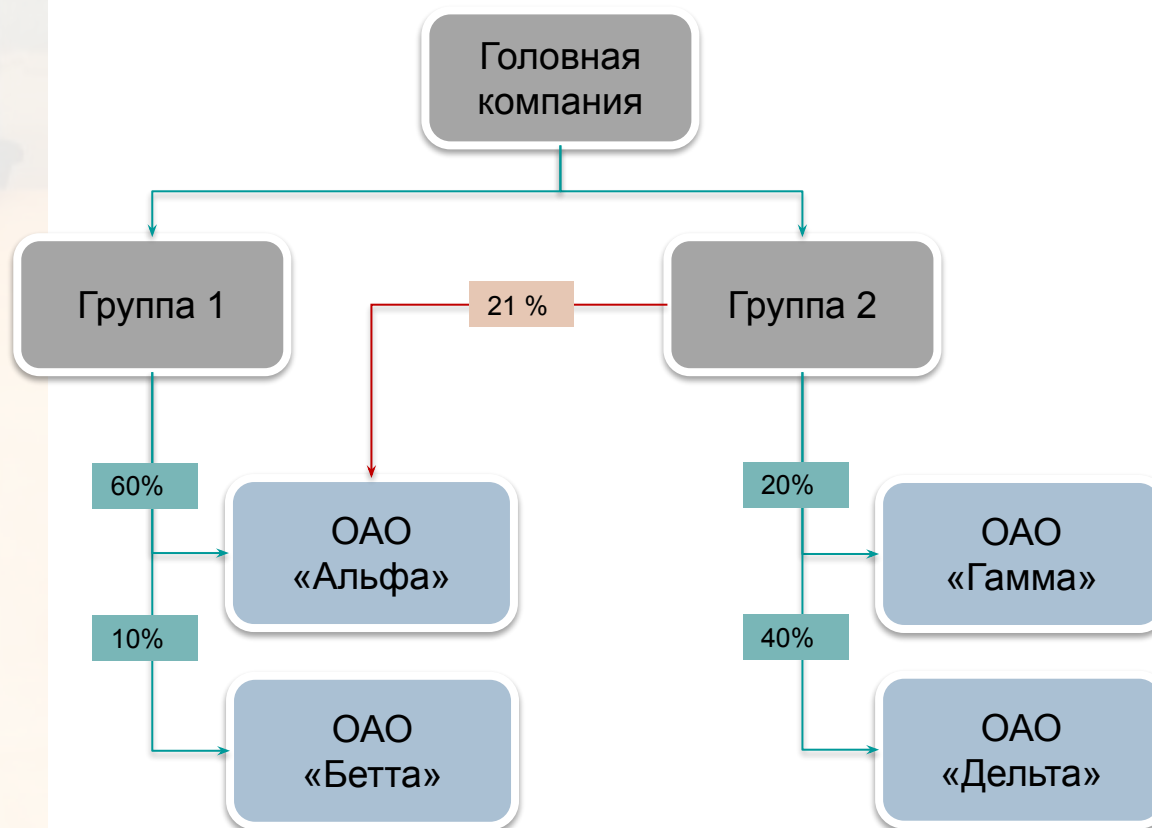 Головная
компания
Группа 1
21 %
Группа 2
60%
20%
ОАО
«Альфа»
ОАО
«Гамма»
10%
40%
ОАО
«Бетта»
ОАО
«Дельта»